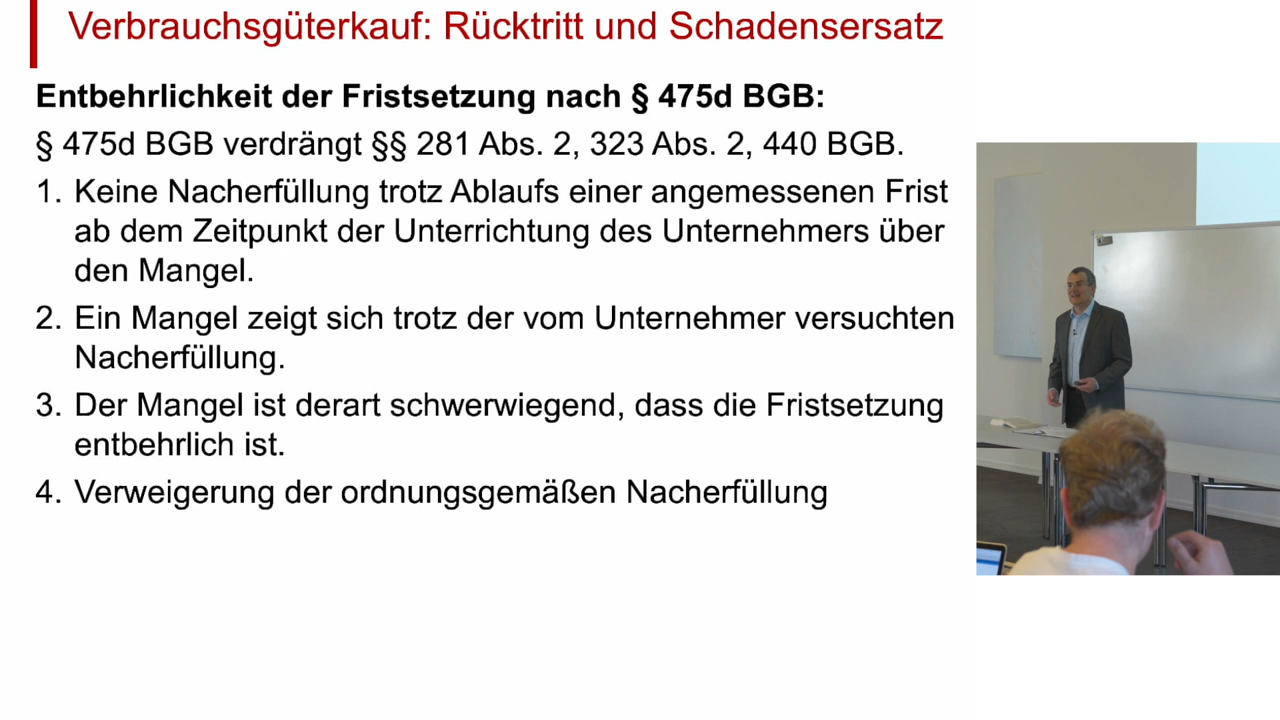 Verbrauchsgüterkauf: Rücktritt und Schadensersatz
Entbehrlichkeit der Fristsetzung nach § 475d BGB:
§ 475d BGB verdrängt §§ 281 Abs. 2, 323 Abs. 2, 440 BGB.
1. Keine Nacherfüllung trotz Ablaufs einer angemessenen Frist
ab dem Zeitpunkt der Unterrichtung des Unternehmers über
den Mangel.
2. Ein Mangel zeigt sich trotz der vom Unternehmer versuchten
Nacherfüllung.
3. Der Mangel ist derart schwerwiegend, dass die Fristsetzung
entbehrlich ist.
4. Verweigerung der ordnungsgemäßen Nacherfüllung